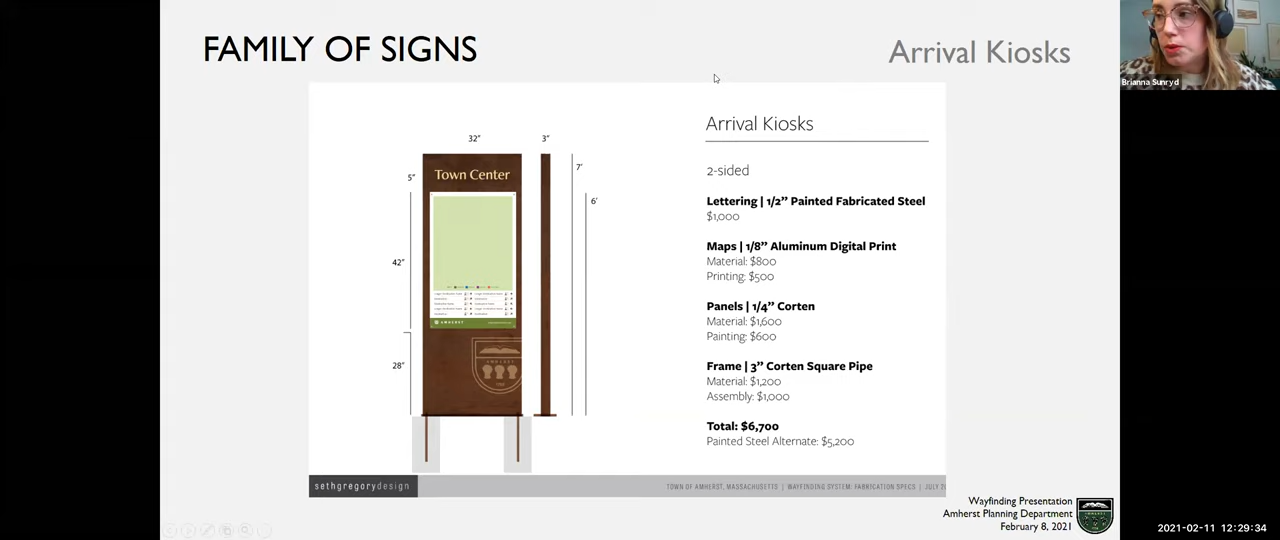 FAMILY OF SIGNS
Arrival Kiosks
Brianna Sunryd
Arrival Kiosks
2-sided
Lettering | 1/2” Painted Fabricated Steel
$1,000
Maps | 1/8” Aluminum Digital Print
Material: $800
Printing: $500
Panels | 1/4” Corten
Material: $1,600
Painting: $600
Frame | 3” Corten Square Pipe
Material: $1,200
Assembly: $1,000
Total: $6,700
Painted Steel Alternate: $5,200
32”
3”
5”
Town Center
7’
6’
42”
AMHERST
28”
AMHERST
sethgregorydesign
TOWN OF AMHERST, MASSACHUSETTS | WAYFINDING SYSTEM: FABRICATION SPECS | JULY
Wayfinding Presentation
Amherst Planning Department
February 8, 2021
2021-02-11 12:29:34